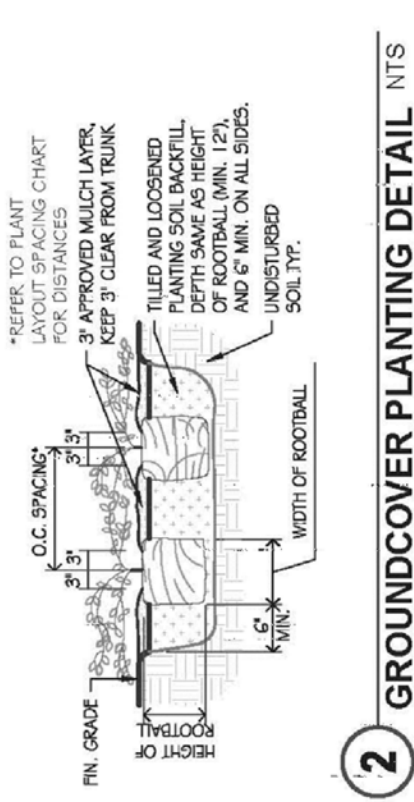 *REFER TO PLANT
LAYOUT SPACING CHART
FOR DISTANCES
O.C. SPACING*
3" 3"
3" 3"
FIN. GRADE
3" APPROVED MULCH LAYER,
KEEP 3" CLEAR FROM TRUNK
TILLED AND LOOSENED
PLANTING SOIL BACKFILL,
DEPTH SAME AS HEIGHT
OF ROOTBALL (MIN. 12"),
AND 6" MIN. ON ALL SIDES.
UNDISTURBED
SOIL TYP.
HEIGHT OF
ROOTBALL
6"
MIN.
WIDTH OF ROOTBALL
2 GROUNDCOVER PLANTING DETAIL NTS